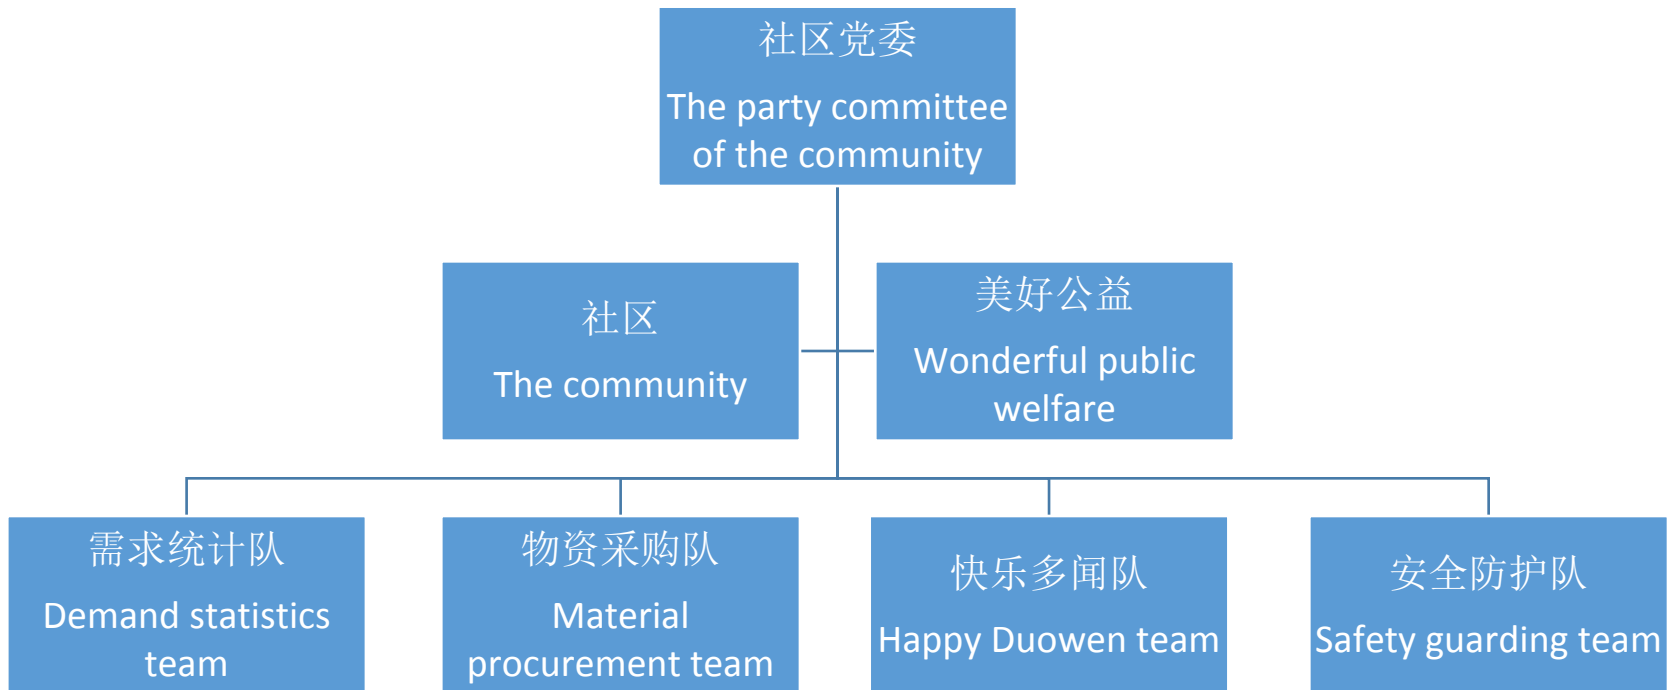 社区党委
The party committee
of the community
社区
The community
美好公益
Wonderful public
welfare
需求统计队
Demand statistics
team
物资采购队
Material
procurement team
快乐多闻队
Happy Duowen team
安全防护队
Safety guarding team